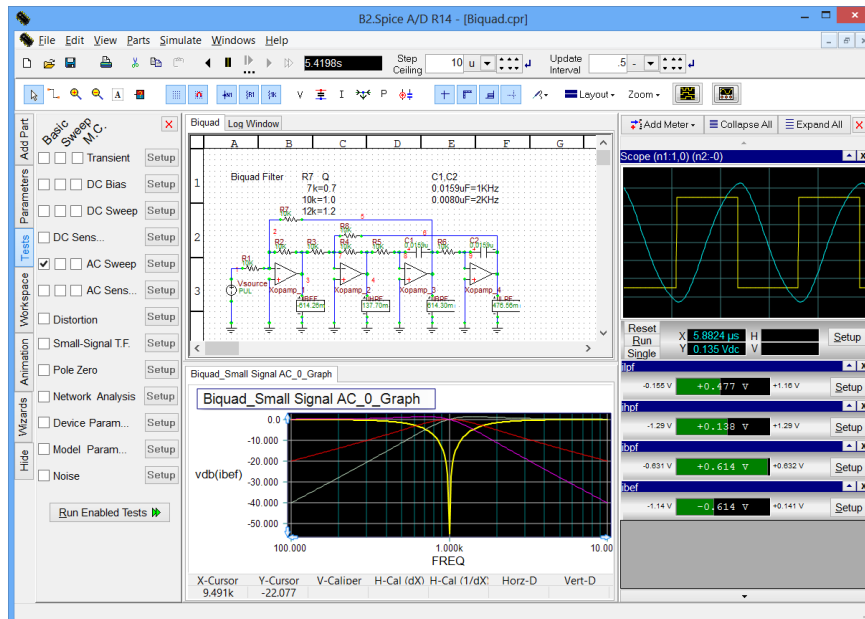 B2.Spice A/D R14 - [Biquad.cpr]
File Edit View Parts Simulate Windows Help
5.4198s Step Ceiling 10 u Update Interval .5 -
A V I P Layout Zoom
Add Part
Parameters
Tests
Workspace
Animation
Wizards
Hide
Basic
Sweep
M.C.
Transient Setup
DC Bias Setup
DC Sweep Setup
DC Sens... Setup
AC Sweep Setup
AC Sens... Setup
Distortion Setup
Small-Signal T.F. Setup
Pole Zero Setup
Network Analysis Setup
Device Param... Setup
Model Param... Setup
Noise Setup
Run Enabled Tests
Biquad Log Window
A B C D E F G
1
2
3
Biquad Filter R7 Q C1,C2
7k=0.7 0.0159uF=1KHz
10k=1.0 0.0080uF=2KHz
12k=1.2
R7
R8
R2 R3 R4 R5 C1 R6 C2
R1
Vsource
PUL
Xopamp_1 Xopamp_2 Xopamp_3 Xopamp_4
Biquad_Small Signal AC_0_Graph
Biquad_Small Signal AC_0_Graph
vdb(ibef)
0.0
-10.000
-20.000
-30.000
-40.000
-50.000
100.000 1.000k 10.00
FREQ
X-Cursor Y-Cursor V-Caliper H-Cal (dX) H-Cal (1/dX) Horz-D Vert-D
9.491k -22.077
Add Meter Collapse All Expand All X
Scope (n1:1,0) (n2:-0)
Reset
Run
Single
X 5.8824 µs H
Y 0.135 Vdc V
Setup
ilpf
-0.155 V +0.477 V +1.16 V Setup
ihpf
-1.29 V +0.138 V +1.29 V Setup
ibpf
-0.631 V +0.614 V +0.632 V Setup
ibef
-1.14 V -0.614 V +0.141 V Setup